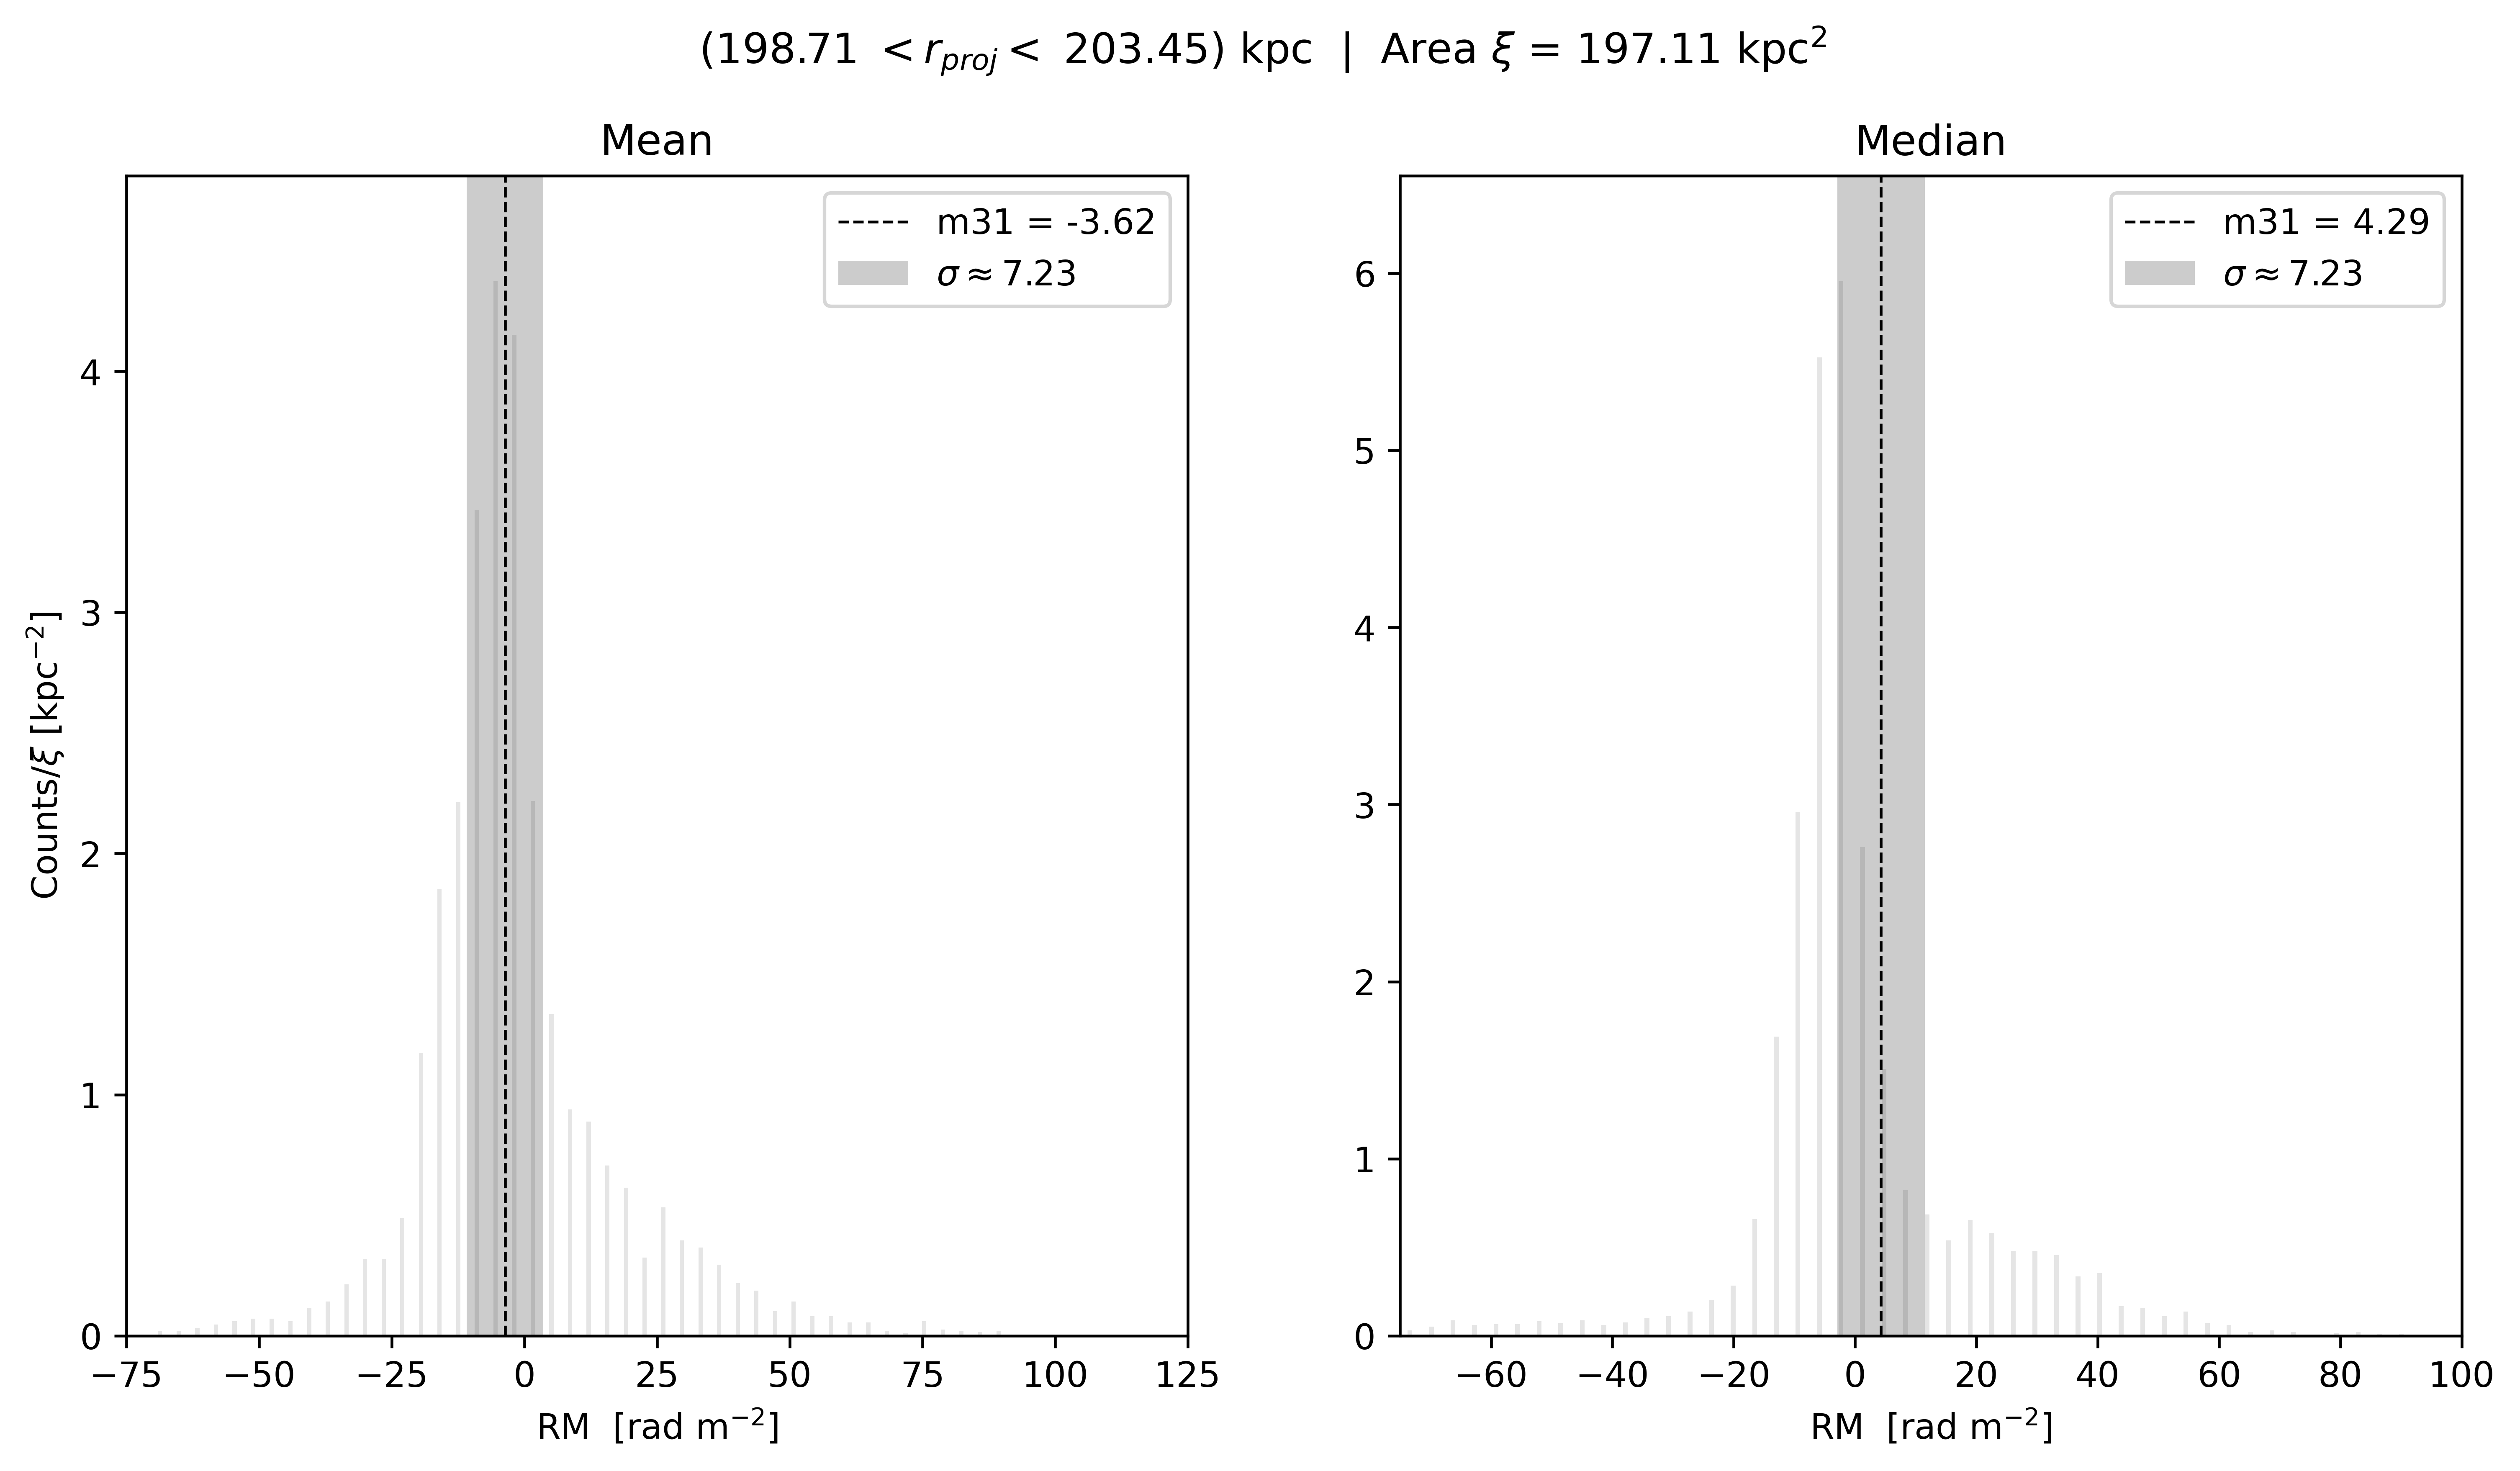 (198.71 < r_proj < 203.45) kpc | Area ξ = 197.11 kpc²
Mean
m31 = -3.62
σ ≈ 7.23
Counts/ξ [kpc⁻²]
4
3
2
1
0
−75 −50 −25 0 25 50 75 100 125
RM [rad m⁻²]
Median
m31 = 4.29
σ ≈ 7.23
6
5
4
3
2
1
0
−60 −40 −20 0 20 40 60 80 100
RM [rad m⁻²]